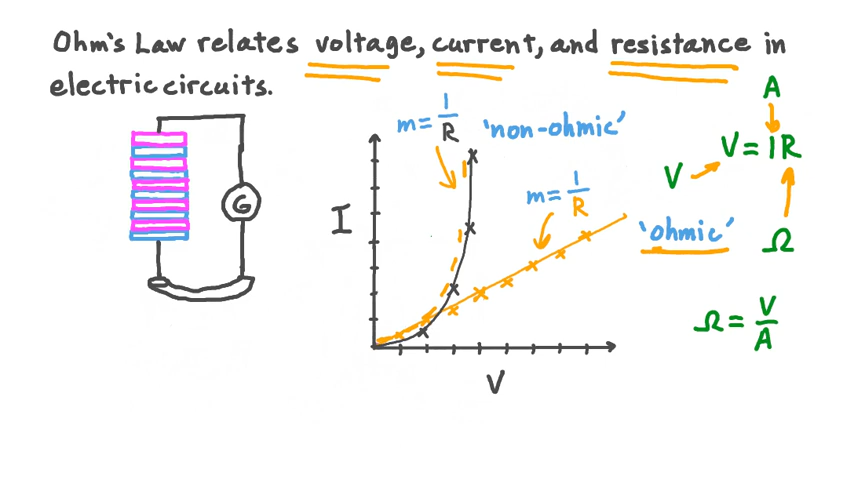 Ohm's Law relates voltage, current, and resistance in
electric circuits.
A
m = 1/R 'non-ohmic'
V = IR
V
m = 1/R
G
I
'ohmic'
Ω
Ω = V/A
V